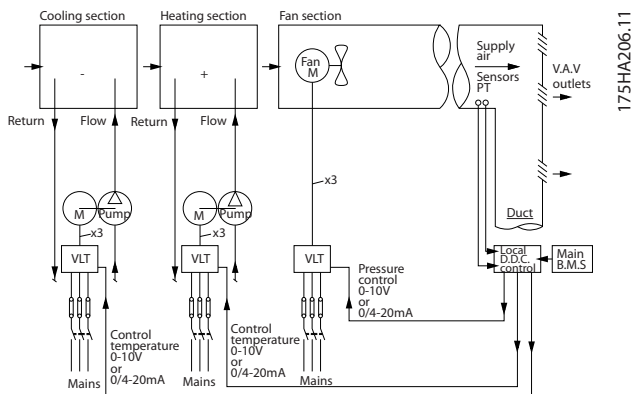 Cooling section
Heating section
Fan section
-
+
Fan
M
Supply
air
Sensors
PT
V.A.V
outlets
175HA206.11
Return
Flow
Return
Flow
x3
M
Pump
M
Pump
Duct
x3
x3
VLT
VLT
VLT
Local
D.D.C.
control
Main
B.M.S
Pressure
control
0-10V
or
0/4-20mA
Control
temperature
0-10V
or
0/4-20mA
Control
temperature
0-10V
or
0/4-20mA
Mains
Mains
Mains